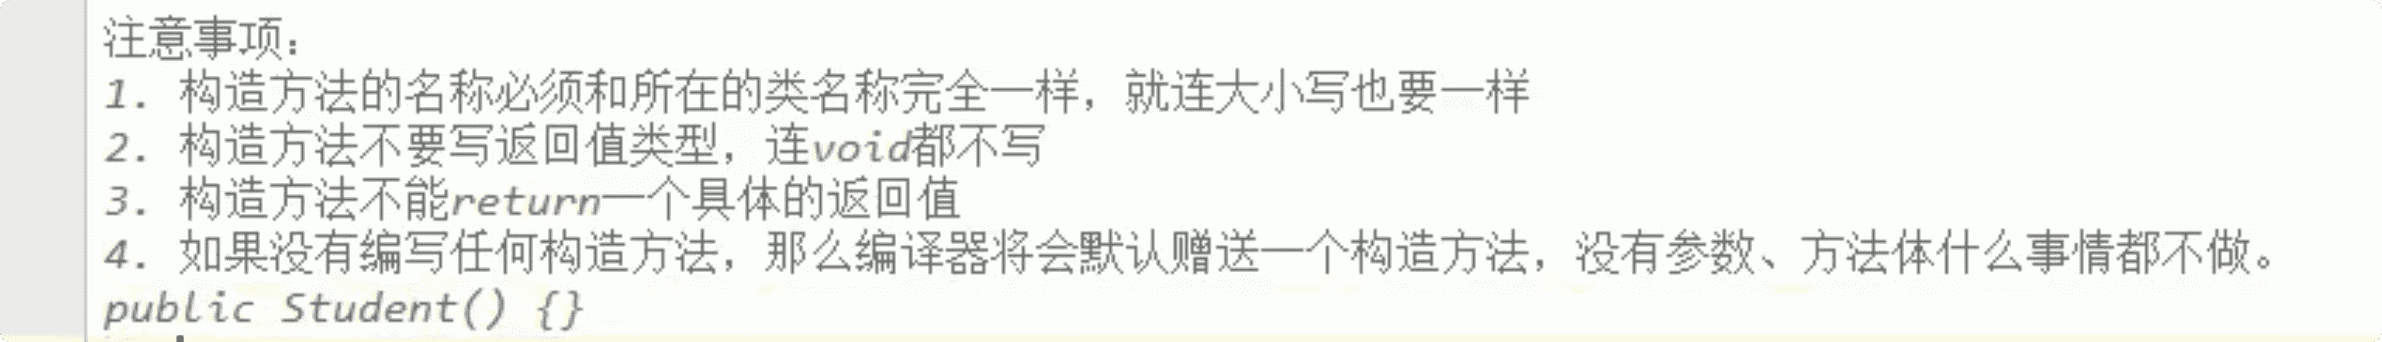 注意事项：
1. 构造方法的名称必须和所在的类名称完全一样，就连大小写也要一样
2. 构造方法不要写返回值类型，连void都不写
3. 构造方法不能return一个具体的返回值
4. 如果没有编写任何构造方法，那么编译器将会默认赠送一个构造方法，没有参数、方法体什么事情都不做。
public Student() {}